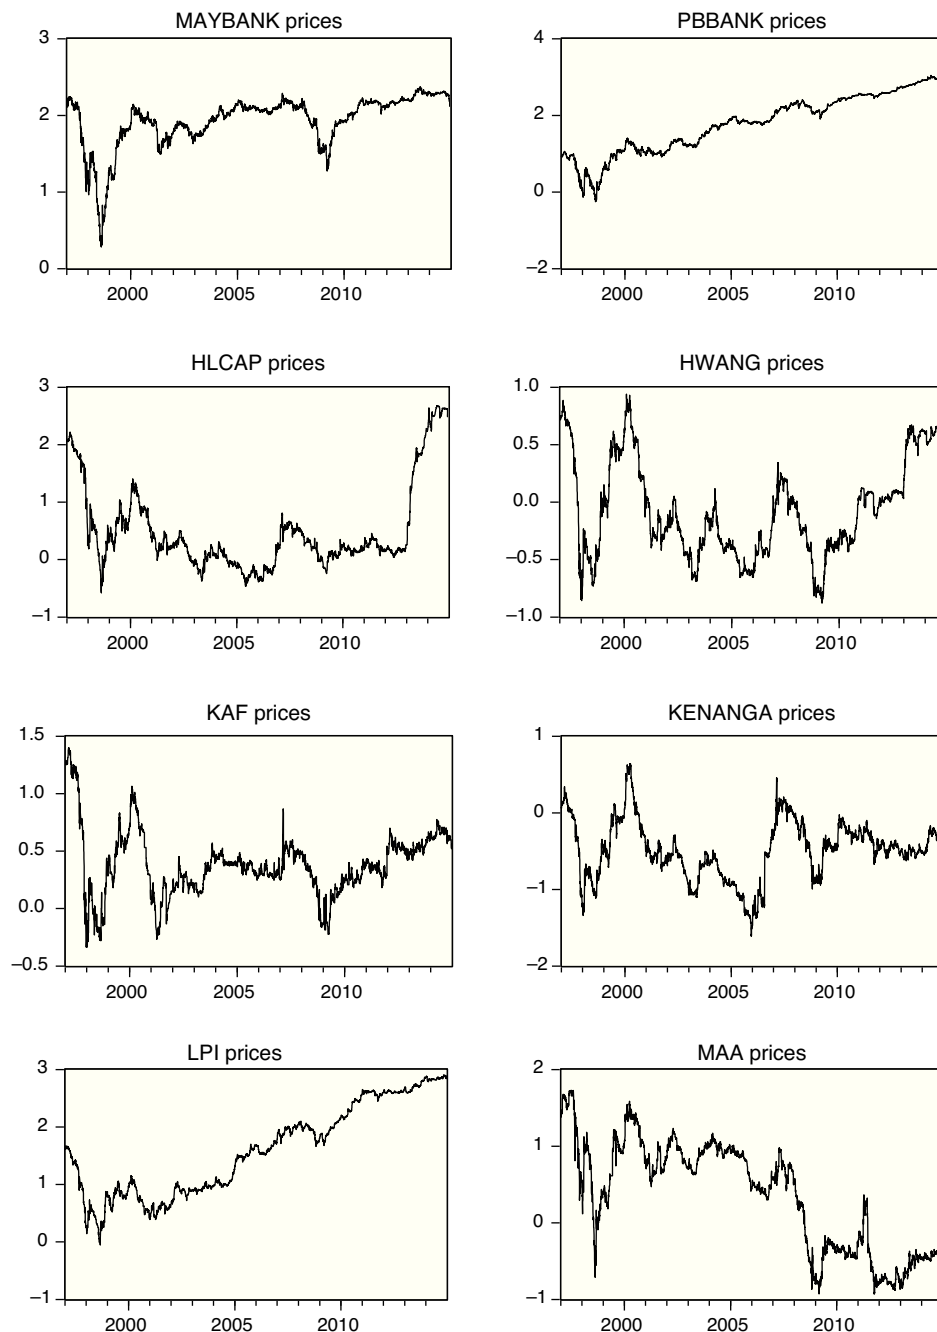 MAYBANK prices
3
2
1
0
2000 2005 2010
PBBANK prices
4
2
0
–2
2000 2005 2010
HLCAP prices
3
2
1
0
–1
2000 2005 2010
HWANG prices
1.0
0.5
0.0
–0.5
–1.0
2000 2005 2010
KAF prices
1.5
1.0
0.5
0.0
–0.5
2000 2005 2010
KENANGA prices
1
0
–1
–2
2000 2005 2010
LPI prices
3
2
1
0
–1
2000 2005 2010
MAA prices
2
1
0
–1
2000 2005 2010